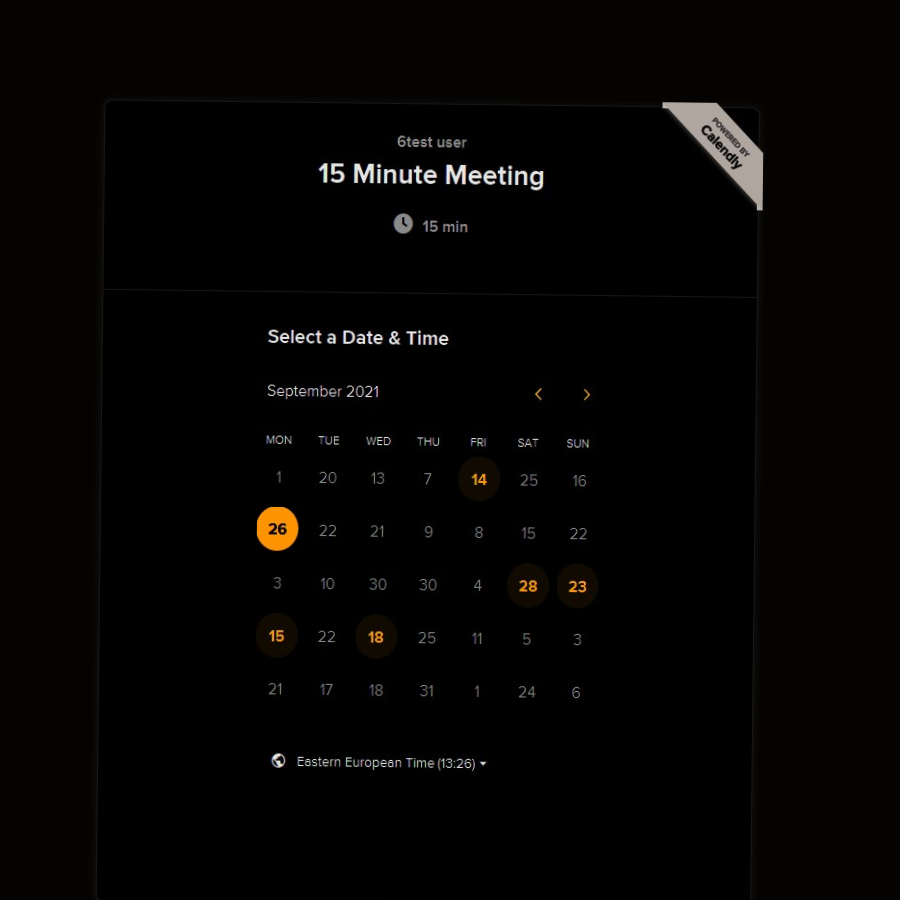 POWERED BY
Calendly
6test user
15 Minute Meeting
15 min
Select a Date & Time
September 2021
MON TUE WED THU FRI SAT SUN
1 20 13 7 14 25 16
26 22 21 9 8 15 22
3 10 30 30 4 28 23
15 22 18 25 11 5 3
21 17 18 31 1 24 6
Eastern European Time (13:26)